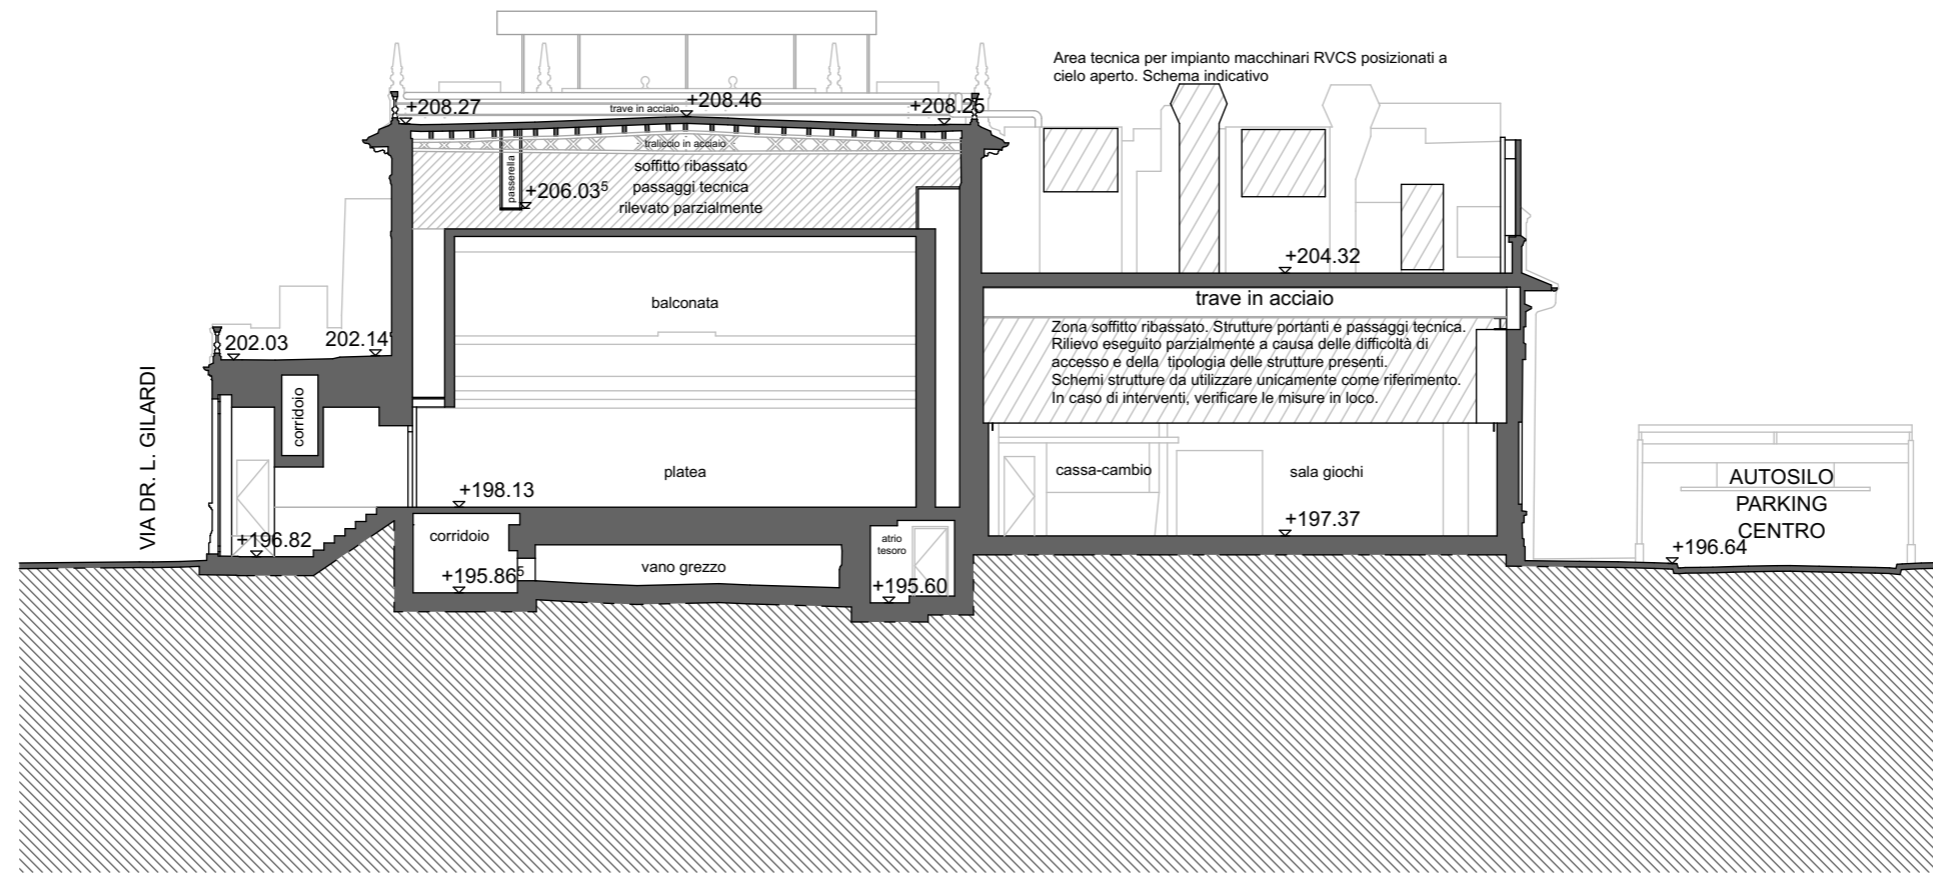 Area tecnica per impianto macchinari RVCS posizionati a
cielo aperto. Schema indicativo
+208.27
trave in acciaio
+208.46
+208.25
traliccio in acciaio
passerella
soffitto ribassato
passaggi tecnica
rilevato parzialmente
+206.03⁵
+204.32
trave in acciaio
Zona soffitto ribassato. Strutture portanti e passaggi tecnica.
Rilievo eseguito parzialmente a causa delle difficoltà di
accesso e della tipologia delle strutture presenti.
Schemi strutture da utilizzare unicamente come riferimento.
In caso di interventi, verificare le misure in loco.
balconata
202.03
202.14
VIA DR. L. GILARDI
corridoio
platea
cassa-cambio
sala giochi
AUTOSILO
PARKING
CENTRO
+198.13
+197.37
+196.82
+196.64
corridoio
atrio
tesoro
vano grezzo
+195.86⁵
+195.60